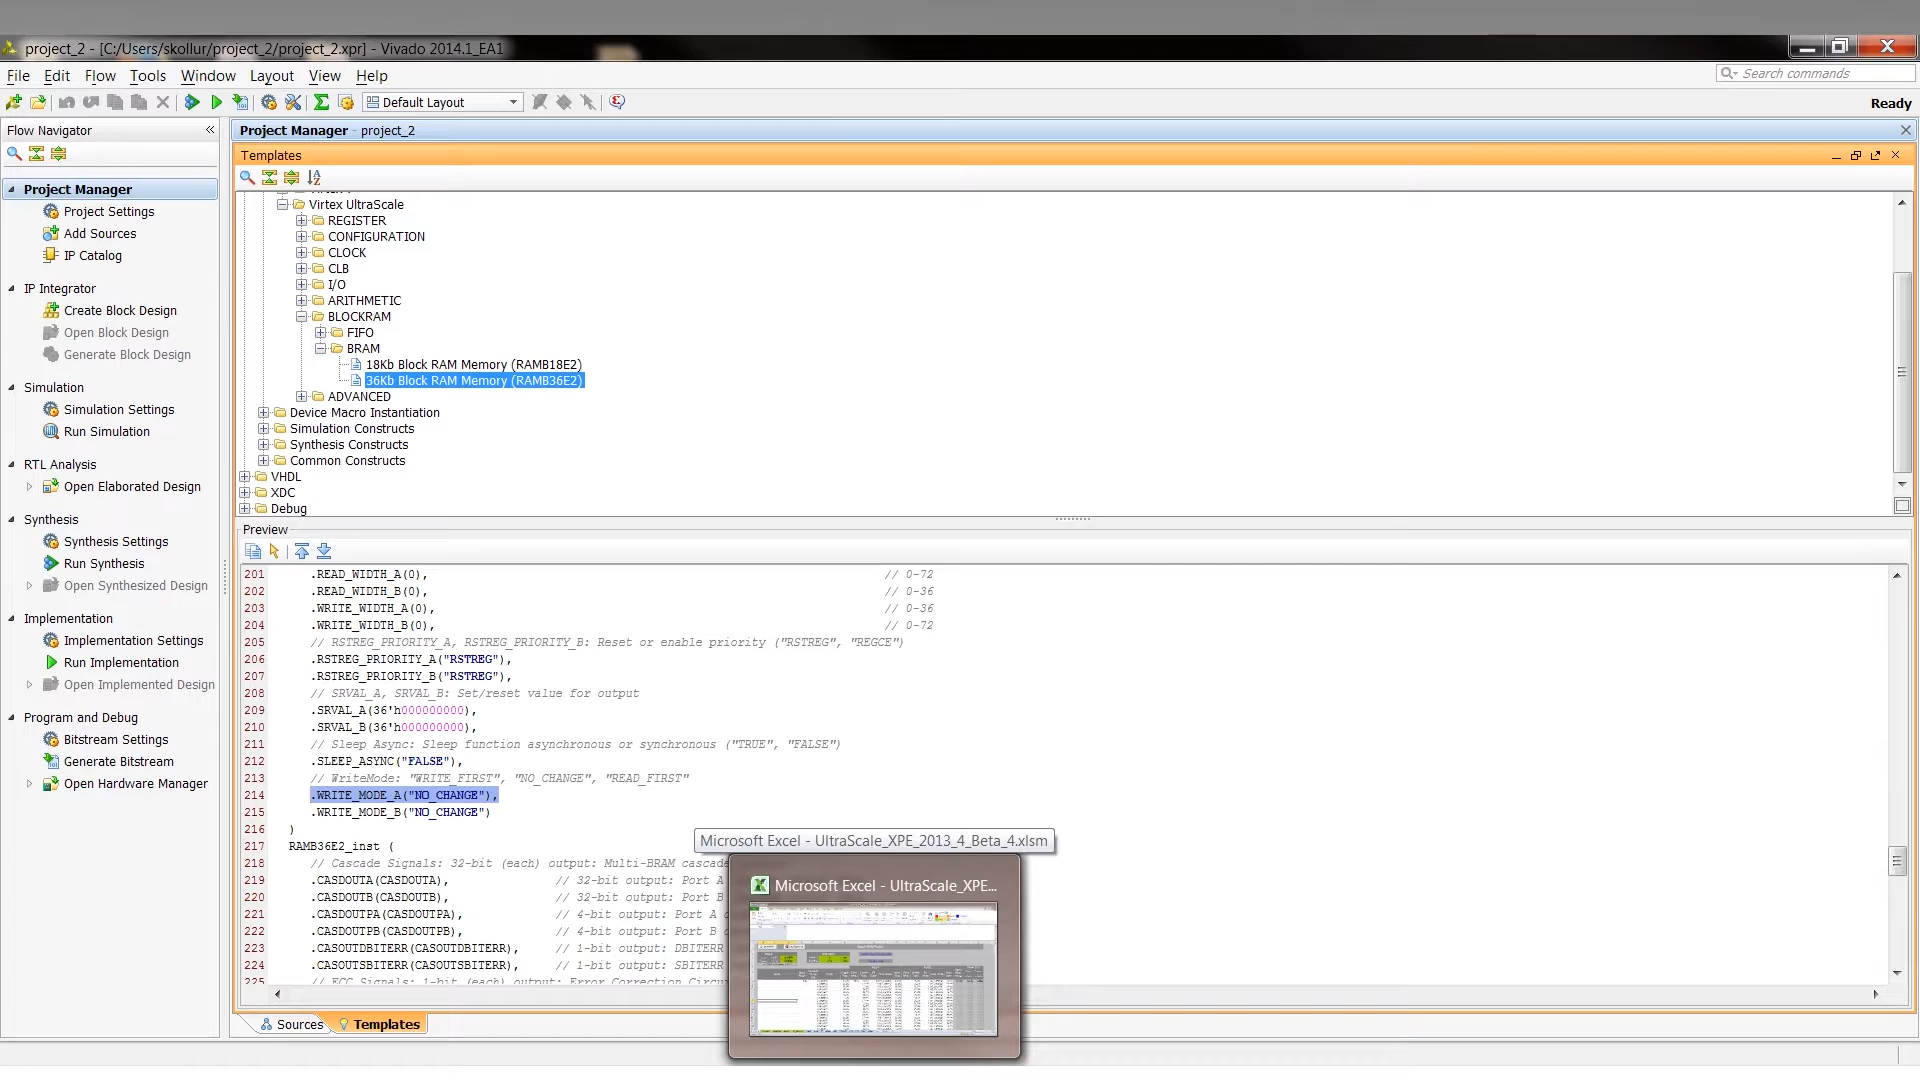 project_2 - [C:/Users/skollur/project_2/project_2.xpr] - Vivado 2014.1_EA1
File Edit Flow Tools Window Layout View Help
Search commands
Default Layout
Ready
Flow Navigator
Project Manager - project_2
Templates
Project Manager
Project Settings
Add Sources
IP Catalog
IP Integrator
Create Block Design
Open Block Design
Generate Block Design
Simulation
Simulation Settings
Run Simulation
RTL Analysis
Open Elaborated Design
Synthesis
Synthesis Settings
Run Synthesis
Open Synthesized Design
Implementation
Implementation Settings
Run Implementation
Open Implemented Design
Program and Debug
Bitstream Settings
Generate Bitstream
Open Hardware Manager
Virtex UltraScale
REGISTER
CONFIGURATION
CLOCK
CLB
I/O
ARITHMETIC
BLOCKRAM
FIFO
BRAM
18Kb Block RAM Memory (RAMB18E2)
36Kb Block RAM Memory (RAMB36E2)
ADVANCED
Device Macro Instantiation
Simulation Constructs
Synthesis Constructs
Common Constructs
VHDL
XDC
Debug
Preview
201 .READ_WIDTH_A(0), // 0-72
202 .READ_WIDTH_B(0), // 0-36
203 .WRITE_WIDTH_A(0), // 0-36
204 .WRITE_WIDTH_B(0), // 0-72
205 // RSTREG_PRIORITY_A, RSTREG_PRIORITY_B: Reset or enable priority ("RSTREG", "REGCE")
206 .RSTREG_PRIORITY_A("RSTREG"),
207 .RSTREG_PRIORITY_B("RSTREG"),
208 // SRVAL_A, SRVAL_B: Set/reset value for output
209 .SRVAL_A(36'h000000000),
210 .SRVAL_B(36'h000000000),
211 // Sleep Async: Sleep function asynchronous or synchronous ("TRUE", "FALSE")
212 .SLEEP_ASYNC("FALSE"),
213 // WriteMode: "WRITE_FIRST", "NO_CHANGE", "READ_FIRST"
214 .WRITE_MODE_A("NO_CHANGE"),
215 .WRITE_MODE_B("NO_CHANGE")
216 )
217 RAMB36E2_inst (
218 // Cascade Signals: 32-bit (each) output: Multi-BRAM cascade
219 .CASDOUTA(CASDOUTA), // 32-bit output: Port A
220 .CASDOUTB(CASDOUTB), // 32-bit output: Port B
221 .CASDOUTPA(CASDOUTPA), // 4-bit output: Port A
222 .CASDOUTPB(CASDOUTPB), // 4-bit output: Port B
223 .CASOUTDBITERR(CASOUTDBITERR), // 1-bit output: DBITERR
224 .CASOUTSBITERR(CASOUTSBITERR), // 1-bit output: SBITERR
225 // ECC Signals: 1-bit (each) output: Error Correction
Microsoft Excel - UltraScale_XPE_2013_4_Beta_4.xlsm
Microsoft Excel - UltraScale_XPE...
Sources Templates